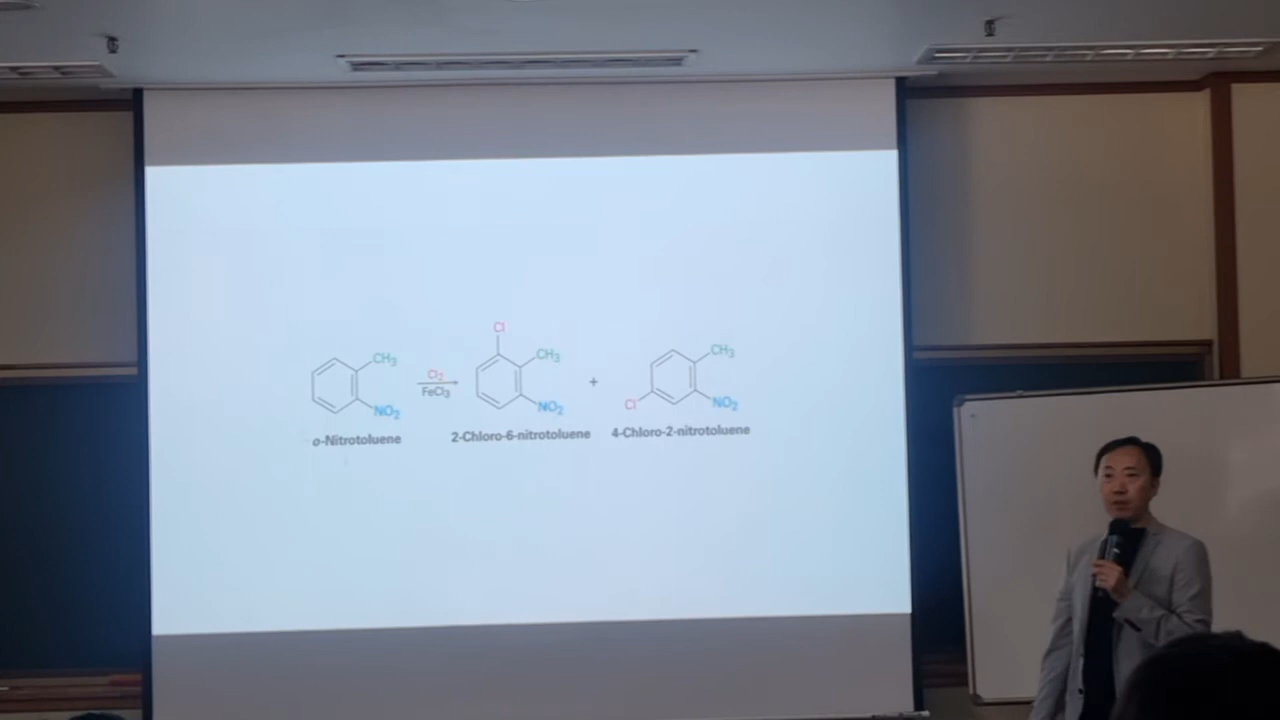 Cl
CH₃
CH₃
CH₃
Cl₂
FeCl₃
+
Cl
NO₂
NO₂
NO₂
o-Nitrotoluene
2-Chloro-6-nitrotoluene
4-Chloro-2-nitrotoluene